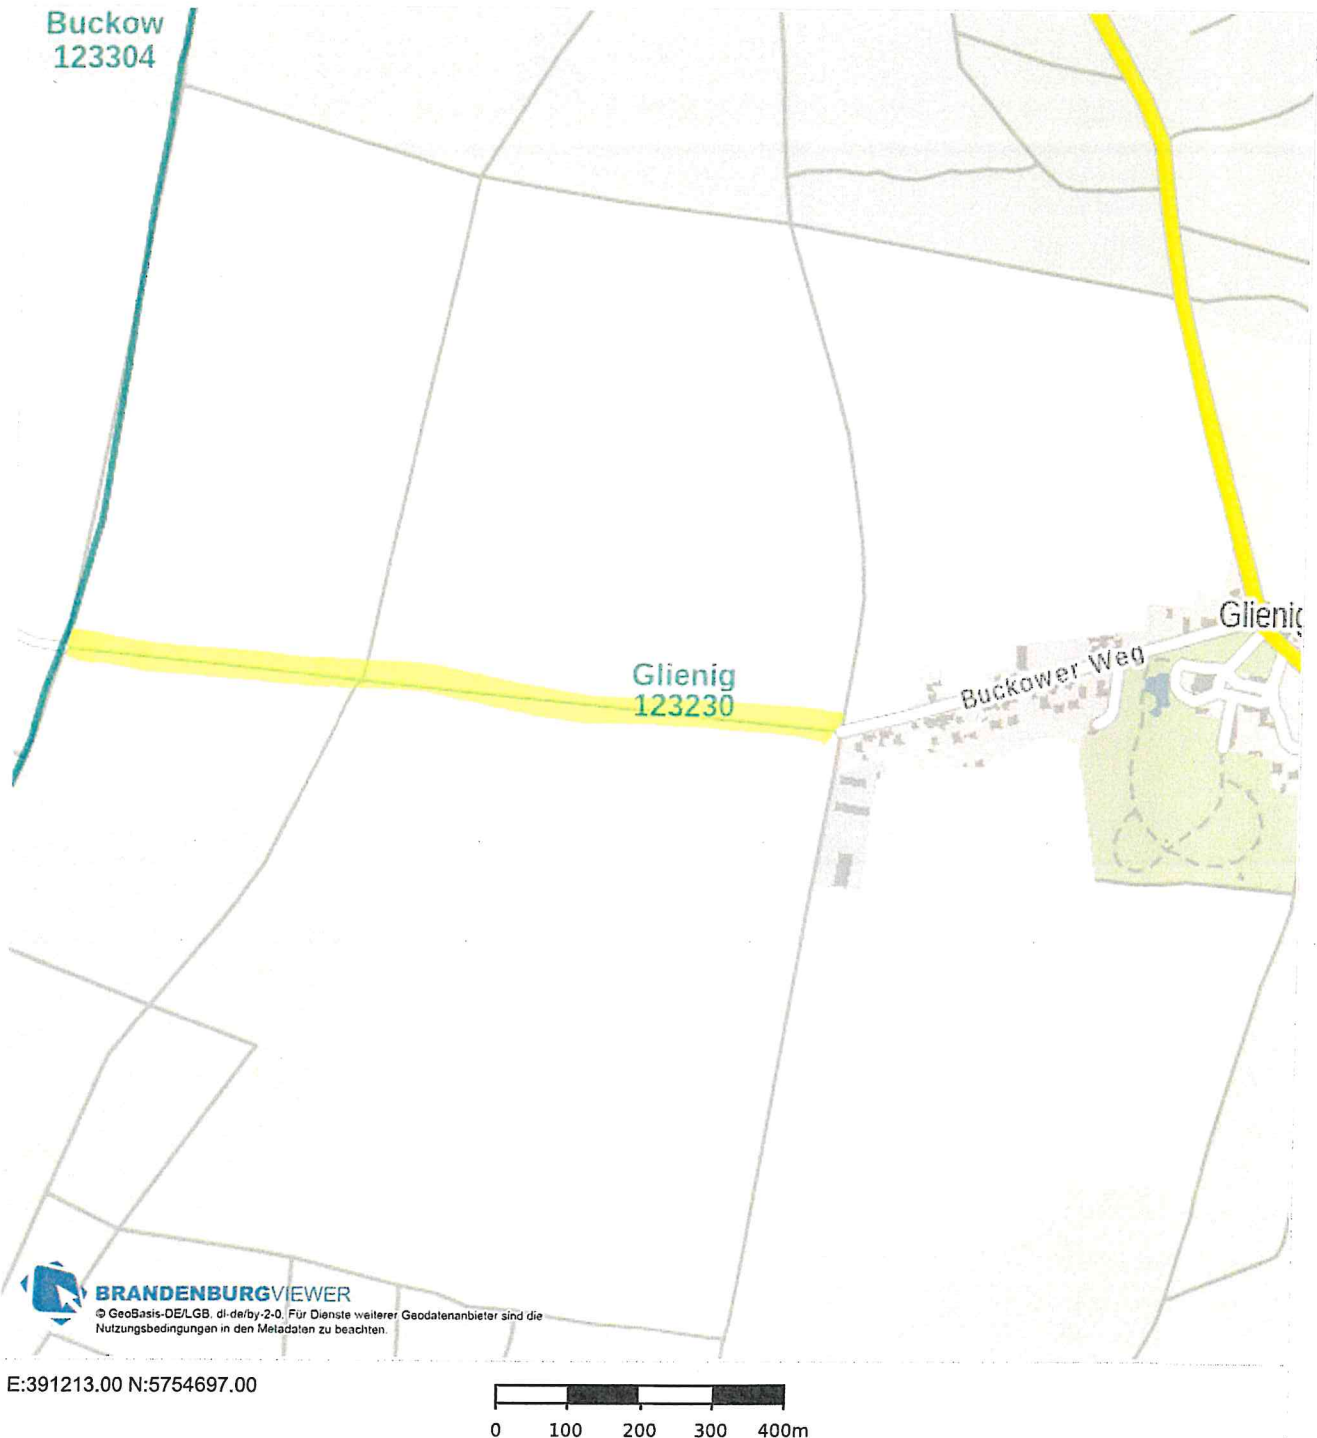 Buckow
123304
Glienig
Buckower Weg
Glienig
123230
BRANDENBURGVIEWER
© GeoBasis-DE/LGB, dl-de/by-2-0, Für Dienste weiterer Geodatenanbieter sind die
Nutzungsbedingungen in den Metadaten zu beachten.
E:391213.00 N:5754697.00
0 100 200 300 400m